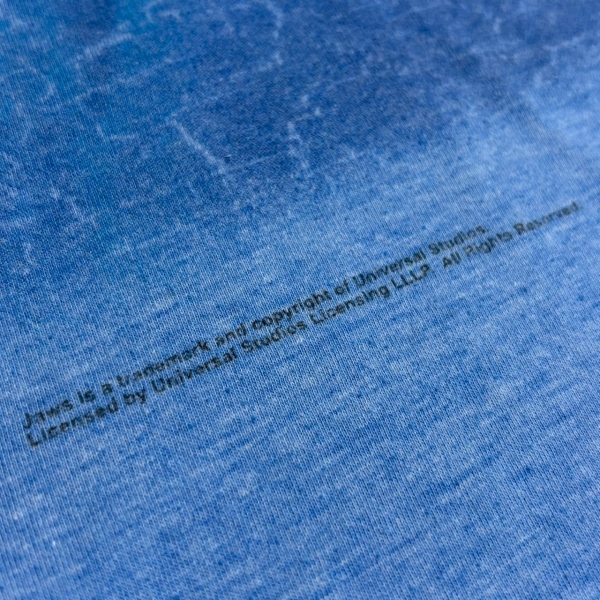 Jaws is a trademark and copyright of Universal Studios.
Licensed by Universal Studios Licensing LLLP. All Rights Reserved.